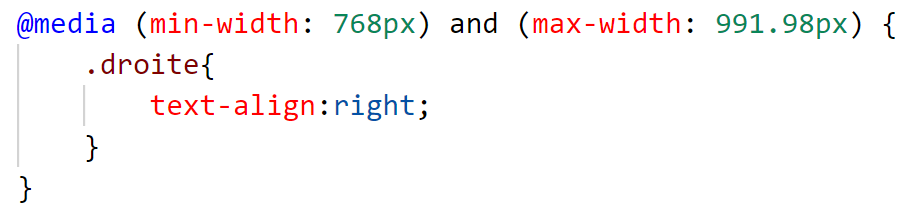 @media (min-width: 768px) and (max-width: 991.98px) {
    .droite{
        text-align:right;
    }
}